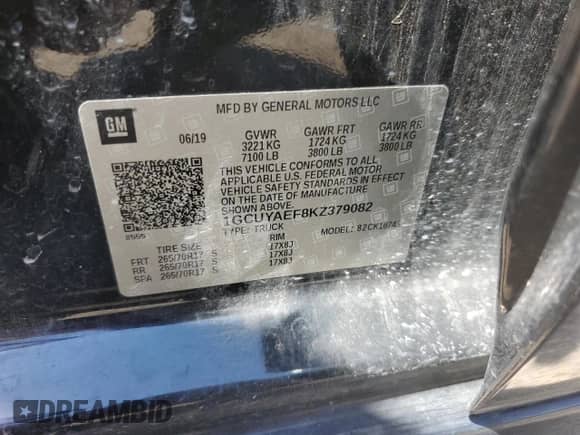 MFD BY GENERAL MOTORS LLC
GM
06/19 GVWR GAWR FRT GAWR RR
3221 KG 1724 KG 1724 KG
7100 LB 3800 LB 3800 LB
THIS VEHICLE CONFORMS TO ALL
APPLICABLE U.S. FEDERAL MOTOR
VEHICLE SAFETY STANDARDS IN EFFECT
ON THE DATE OF MANUFACTURE
1GCUYAEF8KZ379082
TYPE: TRUCK MODEL:
TIRE SIZE RIM
FRT 265/70R17 S 17X8J
RR 265/70R17 S 17X8J
SPA 265/70R17 S 17X8J
DREAMBID